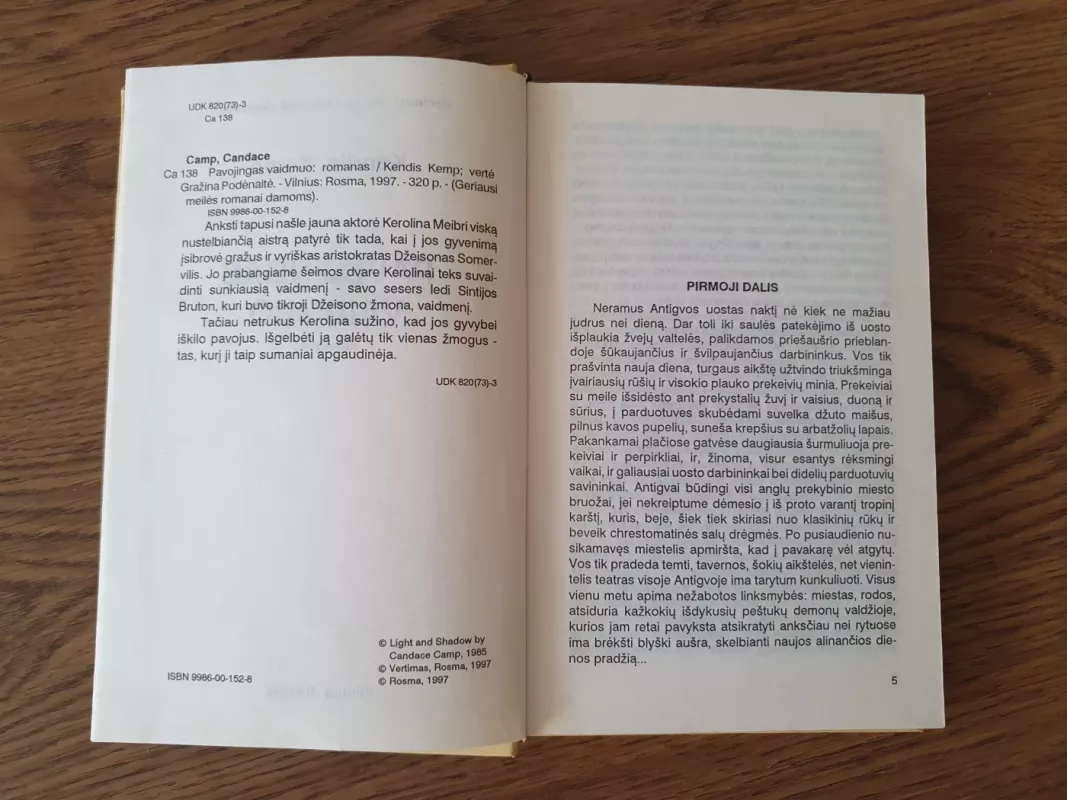 UDK 820(73)-3
Ca 138
Camp, Candace
Ca 138 Pavojingas vaidmuo: romanas / Kendis Kemp; vertė
Gražina Podėnaitė. - Vilnius: Rosma, 1997. - 320 p. - (Geriausi
meilės romanai damoms).
ISBN 9986-00-152-8
Anksti tapusi našle jauna aktorė Kerolina Meibri viską
nustelbiančią aistrą patyrė tik tada, kai į jos gyvenimą
įsibrovė gražus ir vyriškas aristokratas Džeisonas Somer-
vilis. Jo prabangiame šeimos dvare Kerolinai teks suvai-
dinti sunkiausią vaidmenį - savo sesers ledi Sintijos
Bruton, kuri buvo tikroji Džeisono žmona, vaidmenį.
Tačiau netrukus Kerolina sužino, kad jos gyvybei
iškilo pavojus. Išgelbėti ją galėtų tik vienas žmogus -
tas, kurį ji taip sumaniai apgaudinėja.
UDK 820(73)-3
© Light and Shadow by
Candace Camp, 1985
© Vertimas, Rosma, 1997
© Rosma, 1997
ISBN 9986-00-152-8
PIRMOJI DALIS
Neramus Antigvos uostas naktį nė kiek ne mažiau
judrus nei dieną. Dar toli iki saulės patekėjimo iš uosto
išplaukia žvejų valtelės, palikdamos priešaušrio prieblan-
doje šūkaujančius ir švilpaujančius darbininkus. Vos tik
prašvinta nauja diena, turgaus aikštę užtvindo triukšminga
įvairiausių rūšių ir visokio plauko prekeivių minia. Prekeiviai
su meile išsidėsto ant prekystalių žuvį ir vaisius, duoną ir
sūrius, į parduotuves skubėdami suvelka džuto maišus,
pilnus kavos pupelių, suneša krepšius su arbatžolių lapais.
Pakankamai plačiose gatvėse daugiausia šurmuliuoja pre-
keiviai ir perpirkliai, ir, žinoma, visur esantys rėksmingi
vaikai, ir galiausiai uosto darbininkai bei didelių parduotuvių
savininkai. Antigvai būdingi visi anglų prekybinio miesto
bruožai, jei nekreiptume dėmesio į iš proto varantį tropinį
karštį, kuris, beje, šiek tiek skiriasi nuo klasikinių rūkų ir
beveik chrestomatinės salų drėgmės. Po pusiaudienio nu-
sikamavęs miestelis apmiršta, kad į pavakarę vėl atgytų.
Vos tik pradeda temti, tavernos, šokių aikštelės, net vienin-
telis teatras visoje Antigvoje ima tarytum kunkuliuoti. Visus
vienu metu apima nežabotos linksmybės: miestas, rodos,
atsiduria kažkokių išdykusių peštukų demonų valdžioje,
kurios jam retai pavyksta atsikratyti anksčiau nei rytuose
ima brėkšti blyški aušra, skelbianti naujos alinančios die-
nos pradžią...
5